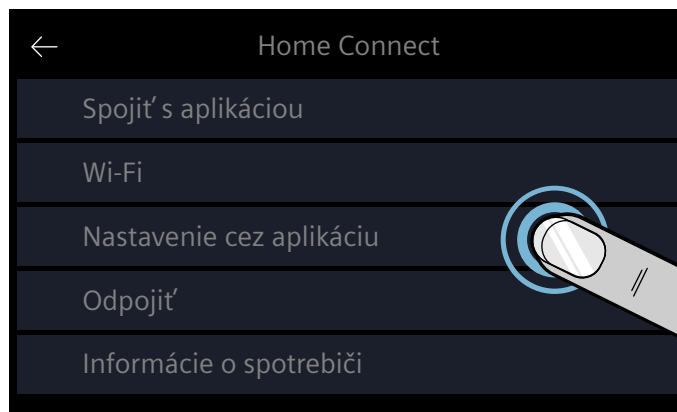 Home Connect
Spojiť s aplikáciou
Wi-Fi
Nastavenie cez aplikáciu
Odpojiť
Informácie o spotrebiči